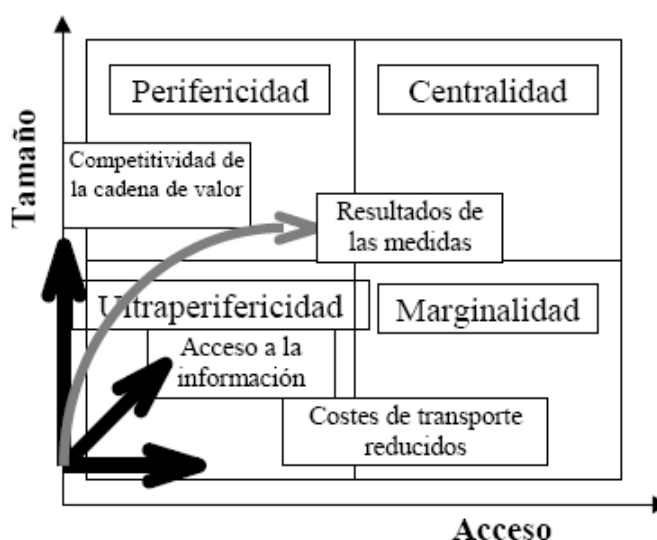 Perifericidad
Centralidad
Tamaño
Competitividad de
la cadena de valor
Resultados de
las medidas
Ultraperifericidad
Marginalidad
Acceso a la
información
Costes de transporte
reducidos
Acceso